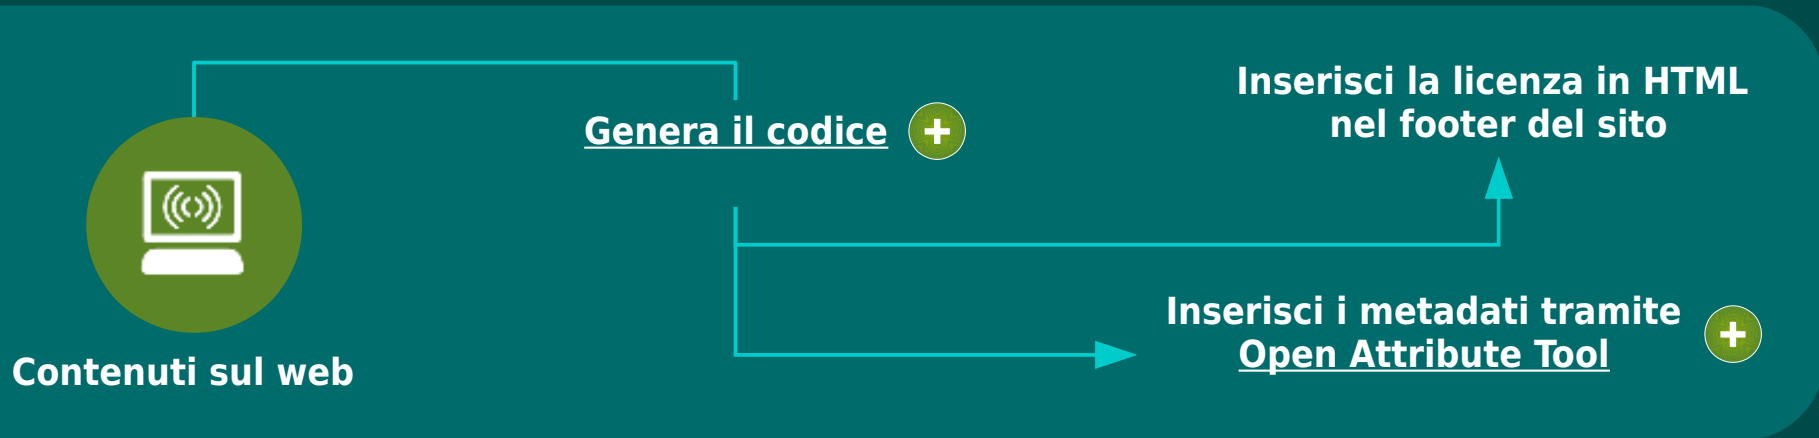 Contenuti sul web
Genera il codice
Inserisci la licenza in HTML
nel footer del sito
Inserisci i metadati tramite
Open Attribute Tool